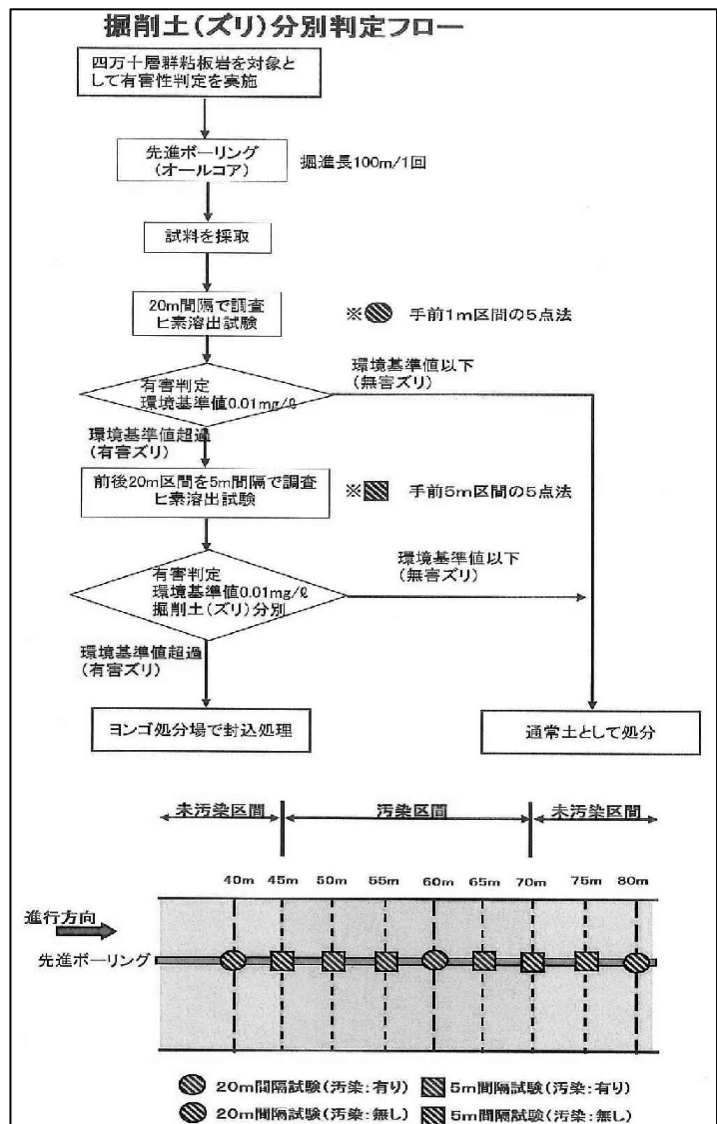 掘削土(ズリ)分別判定フロー
四万十層群粘板岩を対象と
して有害性判定を実施
先進ボーリング
(オールコア)
掘進長100m/1回
試料を採取
20m間隔で調査
ヒ素溶出試験
※ 手前1m区間の5点法
有害判定
環境基準値0.01mg/ℓ
環境基準値以下
(無害ズリ)
環境基準値超過
(有害ズリ)
前後20m区間を5m間隔で調査
ヒ素溶出試験
※ 手前5m区間の5点法
有害判定
環境基準値0.01mg/ℓ
掘削土(ズリ)分別
環境基準値以下
(無害ズリ)
環境基準値超過
(有害ズリ)
ヨンゴ処分場で封込処理
通常土として処分
未汚染区間 汚染区間 未汚染区間
40m 45m 50m 55m 60m 65m 70m 75m 80m
進行方向
先進ボーリング
20m間隔試験(汚染:有り) 5m間隔試験(汚染:有り)
20m間隔試験(汚染:無し) 5m間隔試験(汚染:無し)